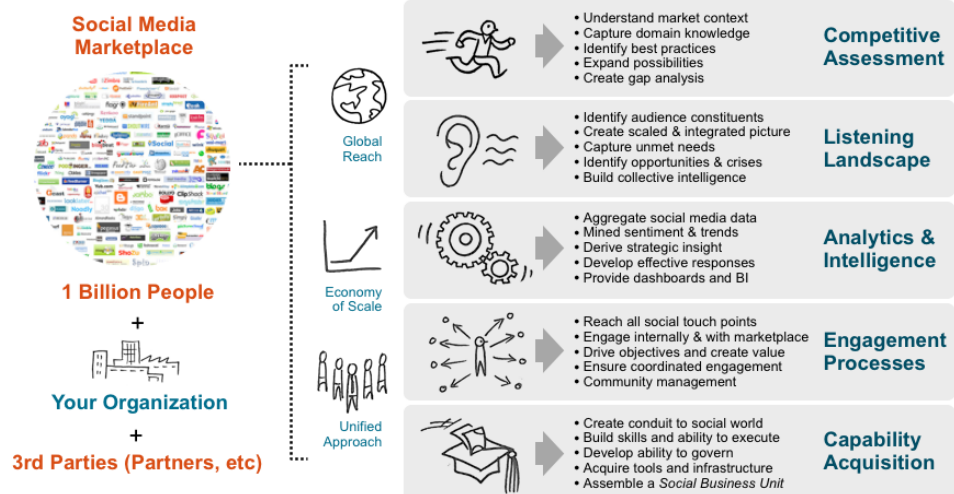 Social Media
Marketplace
1 Billion People
+
Your Organization
+
3rd Parties (Partners, etc)
Global
Reach
Economy
of Scale
Unified
Approach
• Understand market context
• Capture domain knowledge
• Identify best practices
• Expand possibilities
• Create gap analysis
Competitive
Assessment
• Identify audience constituents
• Create scaled & integrated picture
• Capture unmet needs
• Identify opportunities & crises
• Build collective intelligence
Listening
Landscape
• Aggregate social media data
• Mined sentiment & trends
• Derive strategic insight
• Develop effective responses
• Provide dashboards and BI
Analytics &
Intelligence
• Reach all social touch points
• Engage internally & with marketplace
• Drive objectives and create value
• Ensure coordinated engagement
• Community management
Engagement
Processes
• Create conduit to social world
• Build skills and ability to execute
• Develop ability to govern
• Acquire tools and infrastructure
• Assemble a Social Business Unit
Capability
Acquisition